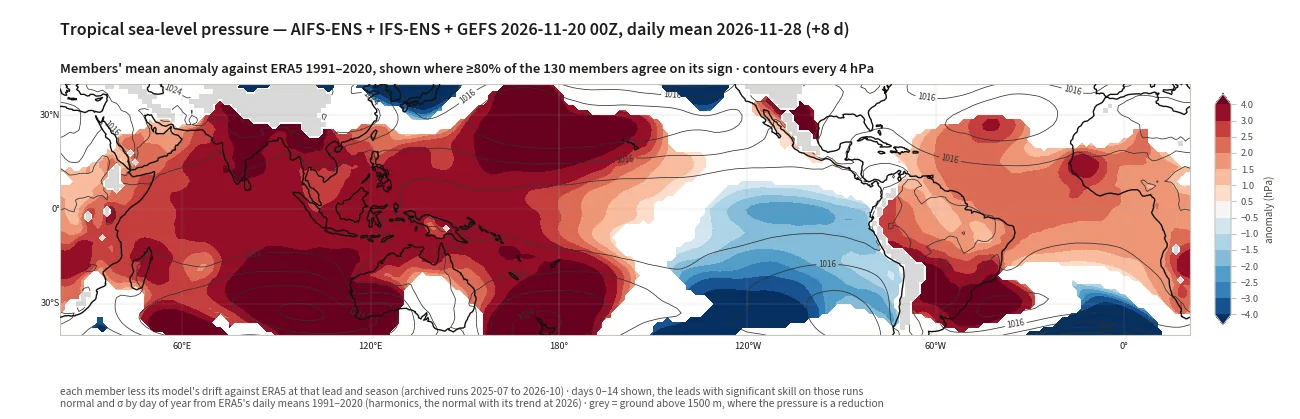 Tropical sea-level pressure — AIFS-ENS + IFS-ENS + GEFS 2026-11-20 00Z, daily mean 2026-11-28 (+8 d)
Members' mean anomaly against ERA5 1991–2020, shown where ≥80% of the 130 members agree on its sign · contours every 4 hPa
1024
1016
1016
1016
1016
1016
30°N
0°
30°S
1016
1016
1016
1016
1016
60°E
120°E
180°
120°W
60°W
0°
4.0
3.0
2.5
2.0
1.5
1.0
0.5
−0.5
−1.0
−1.5
−2.0
−2.5
−3.0
−4.0
anomaly (hPa)
each member less its model's drift against ERA5 at that lead and season (archived runs 2025-07 to 2026-10) · days 0–14 shown, the leads with significant skill on those runs
normal and σ by day of year from ERA5's daily means 1991–2020 (harmonics, the normal with its trend at 2026) · grey = ground above 1500 m, where the pressure is a reduction